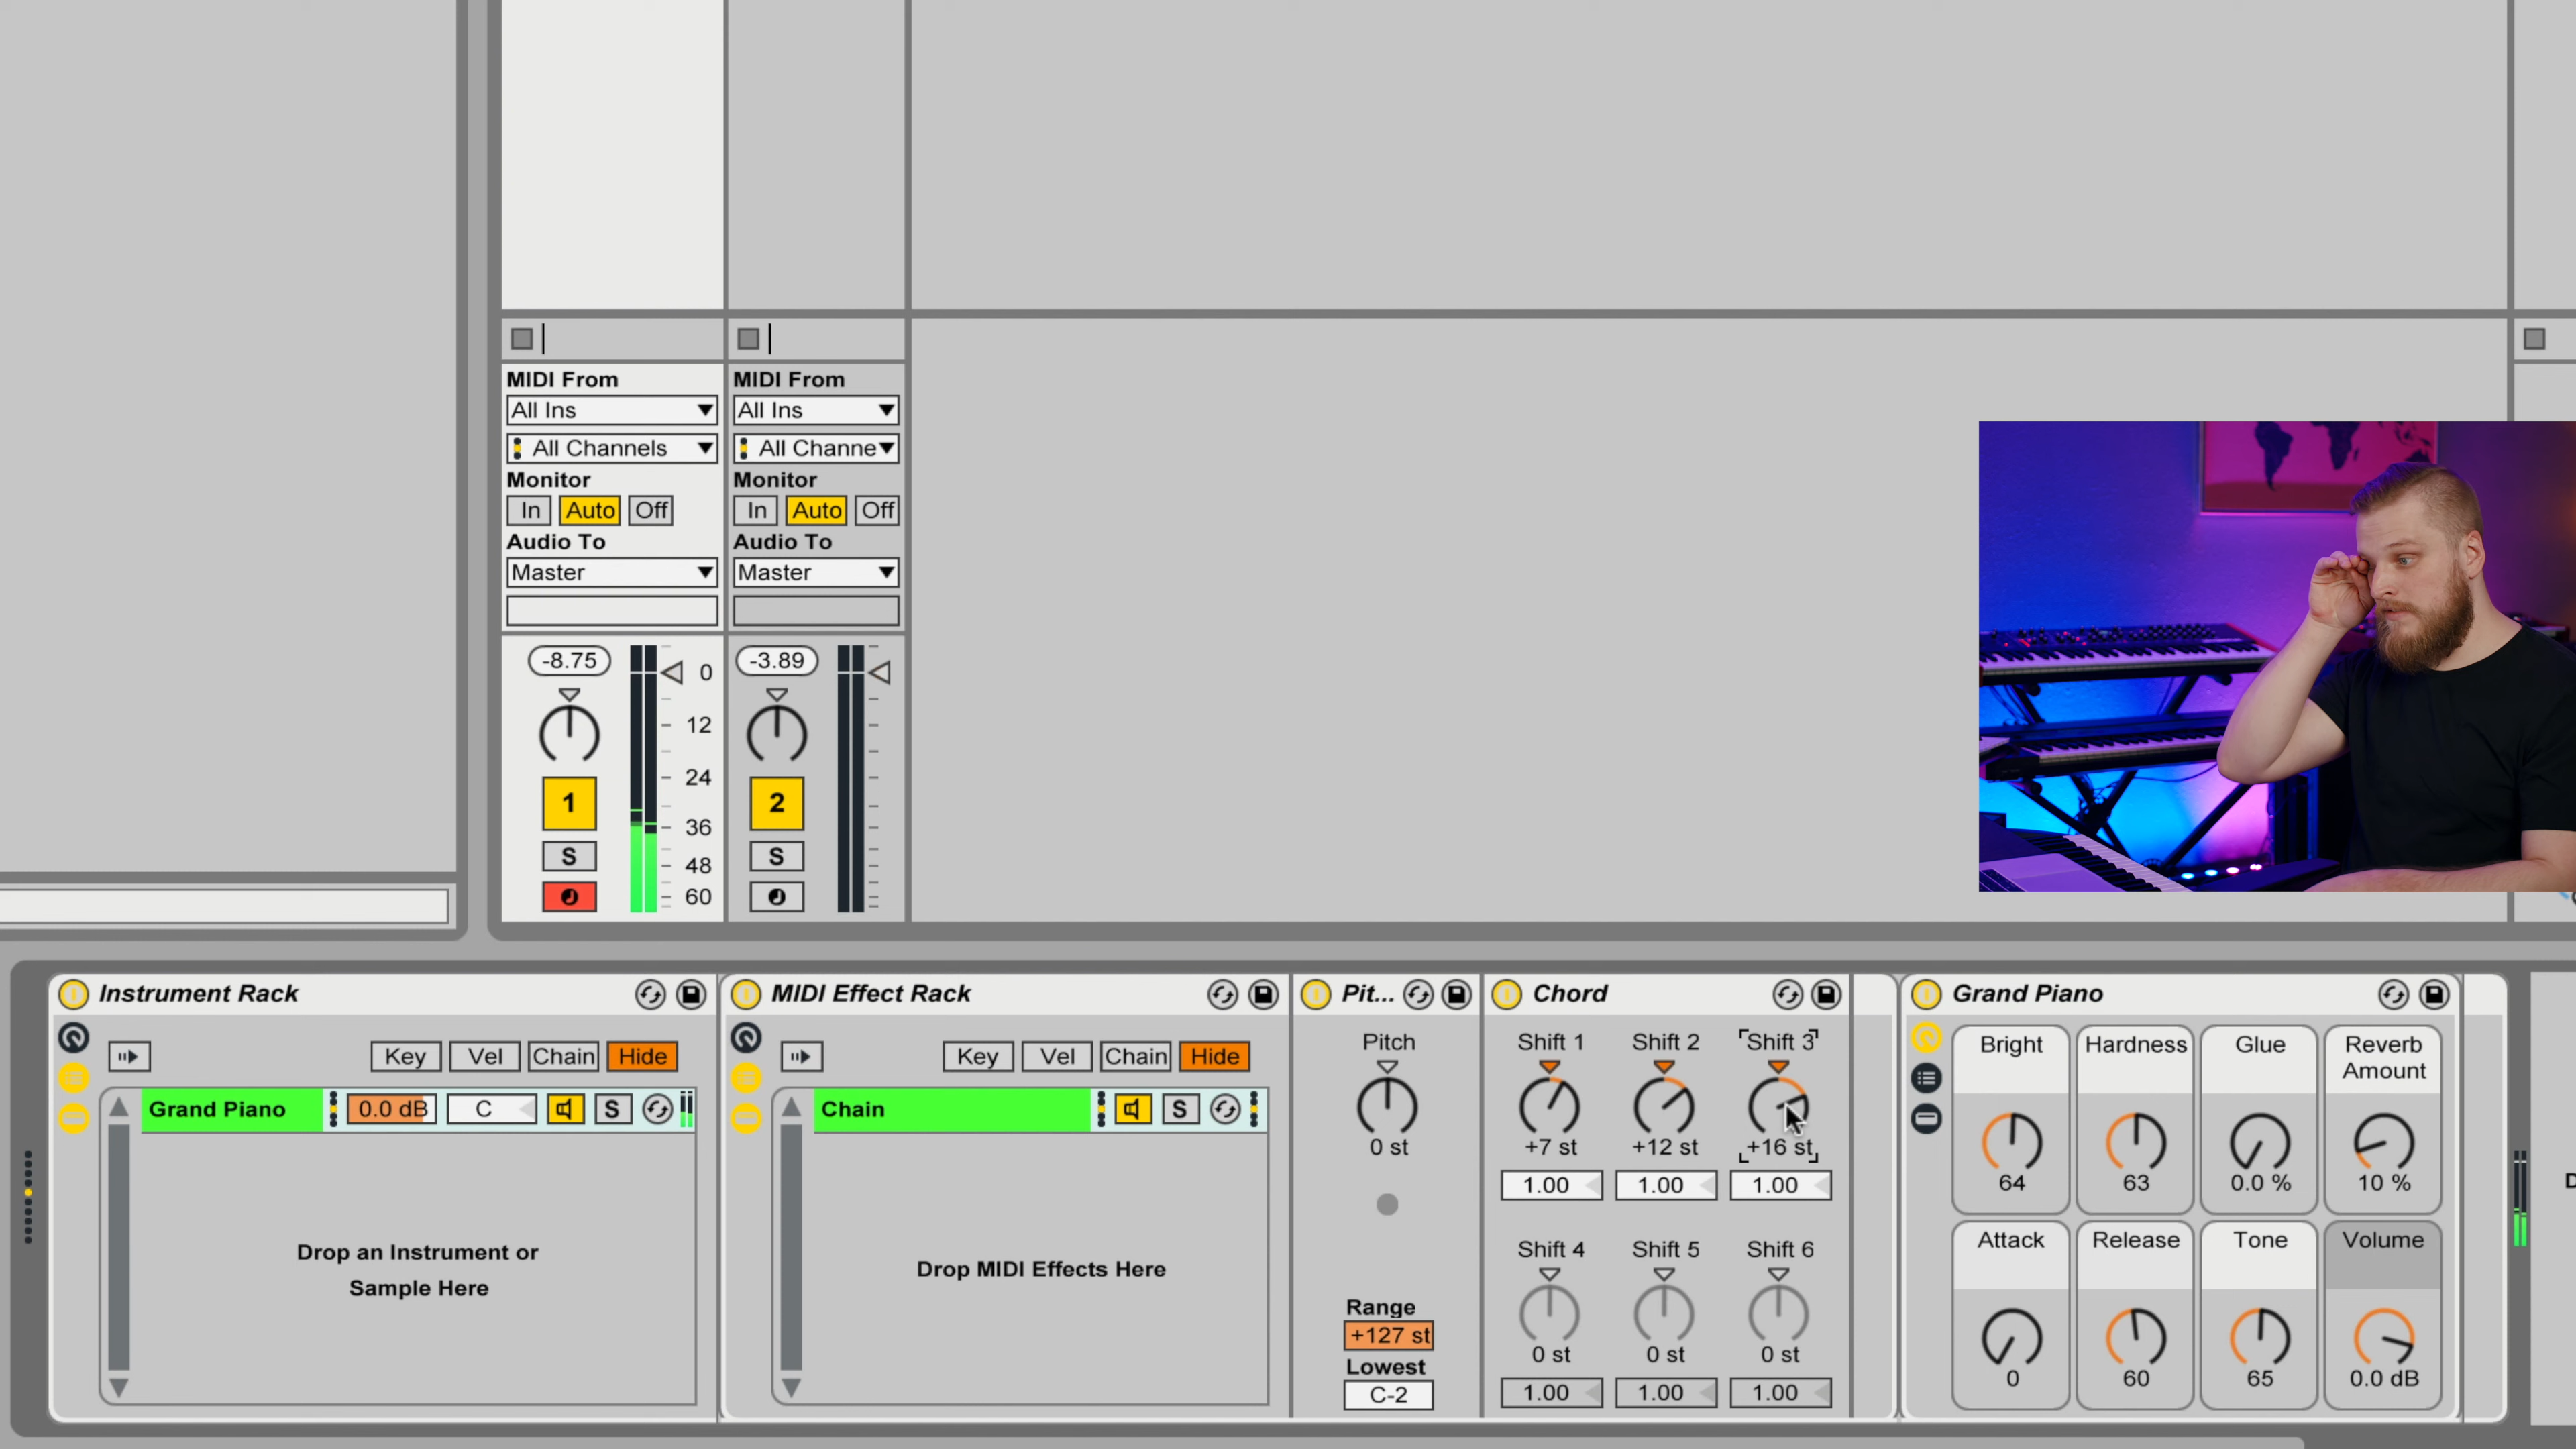 MIDI From
MIDI From
All Ins
All Ins
All Channels
All Channe
Monitor
Monitor
In Auto Off
In Auto Off
Audio To
Audio To
Master
Master
-8.75
-3.89
0
12
24
36
48
60
1
2
S
S
Instrument Rack
Key Vel Chain Hide
Grand Piano 0.0 dB C S
Drop an Instrument or
Sample Here
MIDI Effect Rack
Key Vel Chain Hide
Chain S
Drop MIDI Effects Here
Pit...
Pitch
0 st
Range
+127 st
Lowest
C-2
Chord
Shift 1 Shift 2 Shift 3
+7 st +12 st +16 st
1.00 1.00 1.00
Shift 4 Shift 5 Shift 6
0 st 0 st 0 st
1.00 1.00 1.00
Grand Piano
Bright Hardness Glue Reverb
Amount
64 63 0.0 % 10 %
Attack Release Tone Volume
0 60 65 0.0 dB